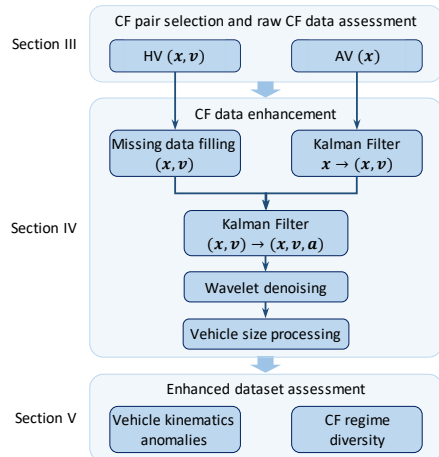 CF pair selection and raw CF data assessment
Section III
HV (x, v)
AV (x)
CF data enhancement
Missing data filling
(x, v)
Kalman Filter
x → (x, v)
Section IV
Kalman Filter
(x, v) → (x, v, a)
Wavelet denoising
Vehicle size processing
Enhanced dataset assessment
Section V
Vehicle kinematics
anomalies
CF regime
diversity